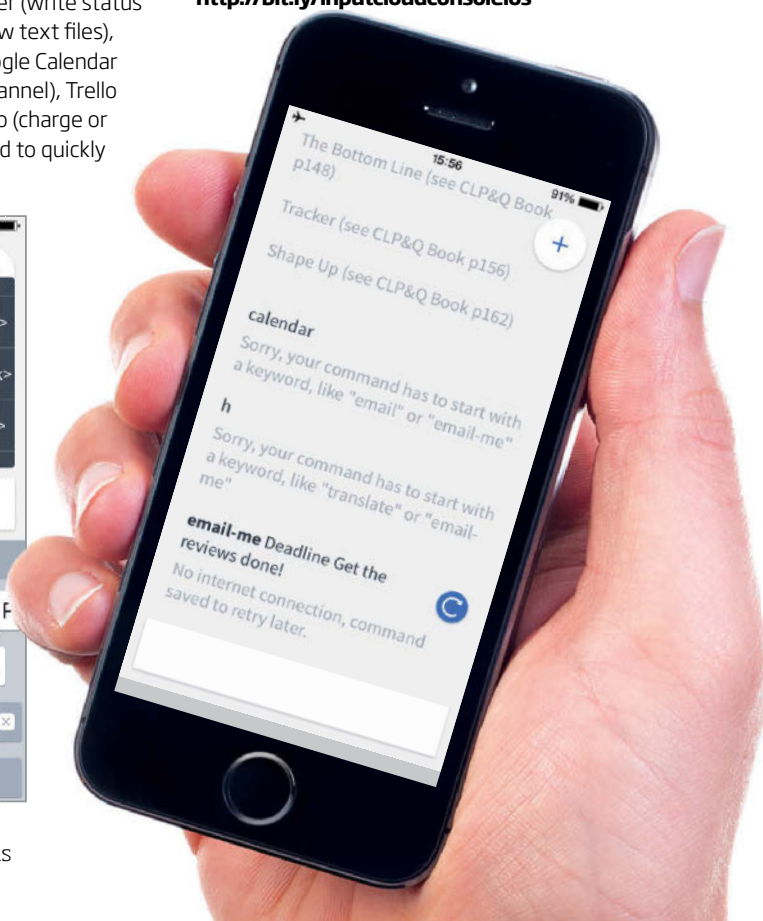 er (write status
w text files),
ogle Calendar
annel), Trello
o (charge or
d to quickly
http://bit.ly/inputcloudconsoleios
15:56
91%
The Bottom Line (see CLP&Q Book
p148)
Tracker (see CLP&Q Book p156)
Shape Up (see CLP&Q Book p162)
calendar
Sorry, your command has to start with
a keyword, like "email" or "email-me"
h
Sorry, your command has to start with
a keyword, like "translate" or "email-
me"
email-me Deadline Get the
reviews done!
No internet connection, command
saved to retry later.